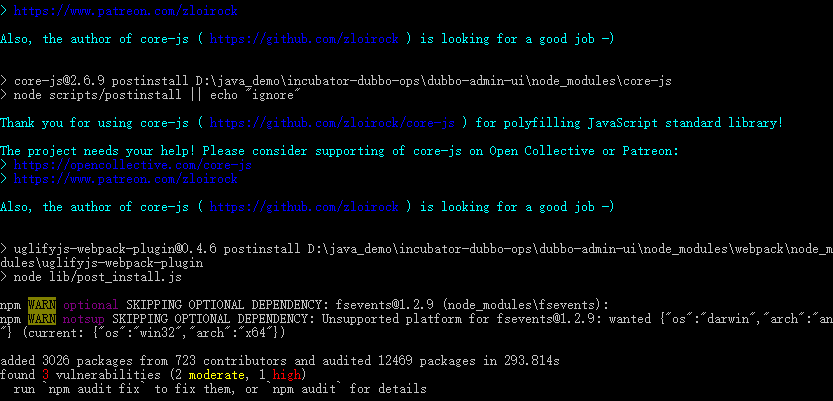 > https://www.patreon.com/zloirock
Also, the author of core-js ( https://github.com/zloirock ) is looking for a good job -)
> core-js@2.6.9 postinstall D:\java_demo\incubator-dubbo-ops\dubbo-admin-ui\node_modules\core-js
> node scripts/postinstall || echo "ignore"
Thank you for using core-js ( https://github.com/zloirock/core-js ) for polyfilling JavaScript standard library!
The project needs your help! Please consider supporting of core-js on Open Collective or Patreon:
> https://opencollective.com/core-js
> https://www.patreon.com/zloirock
Also, the author of core-js ( https://github.com/zloirock ) is looking for a good job -)
> uglifyjs-webpack-plugin@0.4.6 postinstall D:\java_demo\incubator-dubbo-ops\dubbo-admin-ui\node_modules\webpack\node_m
dules\uglifyjs-webpack-plugin
> node lib/post_install.js
npm WARN optional SKIPPING OPTIONAL DEPENDENCY: fsevents@1.2.9 (node_modules\fsevents):
npm WARN notsup SKIPPING OPTIONAL DEPENDENCY: Unsupported platform for fsevents@1.2.9: wanted {"os":"darwin","arch":"an
"} (current: {"os":"win32","arch":"x64"})
added 3026 packages from 723 contributors and audited 12469 packages in 293.814s
found 3 vulnerabilities (2 moderate, 1 high)
run `npm audit fix` to fix them, or `npm audit` for details